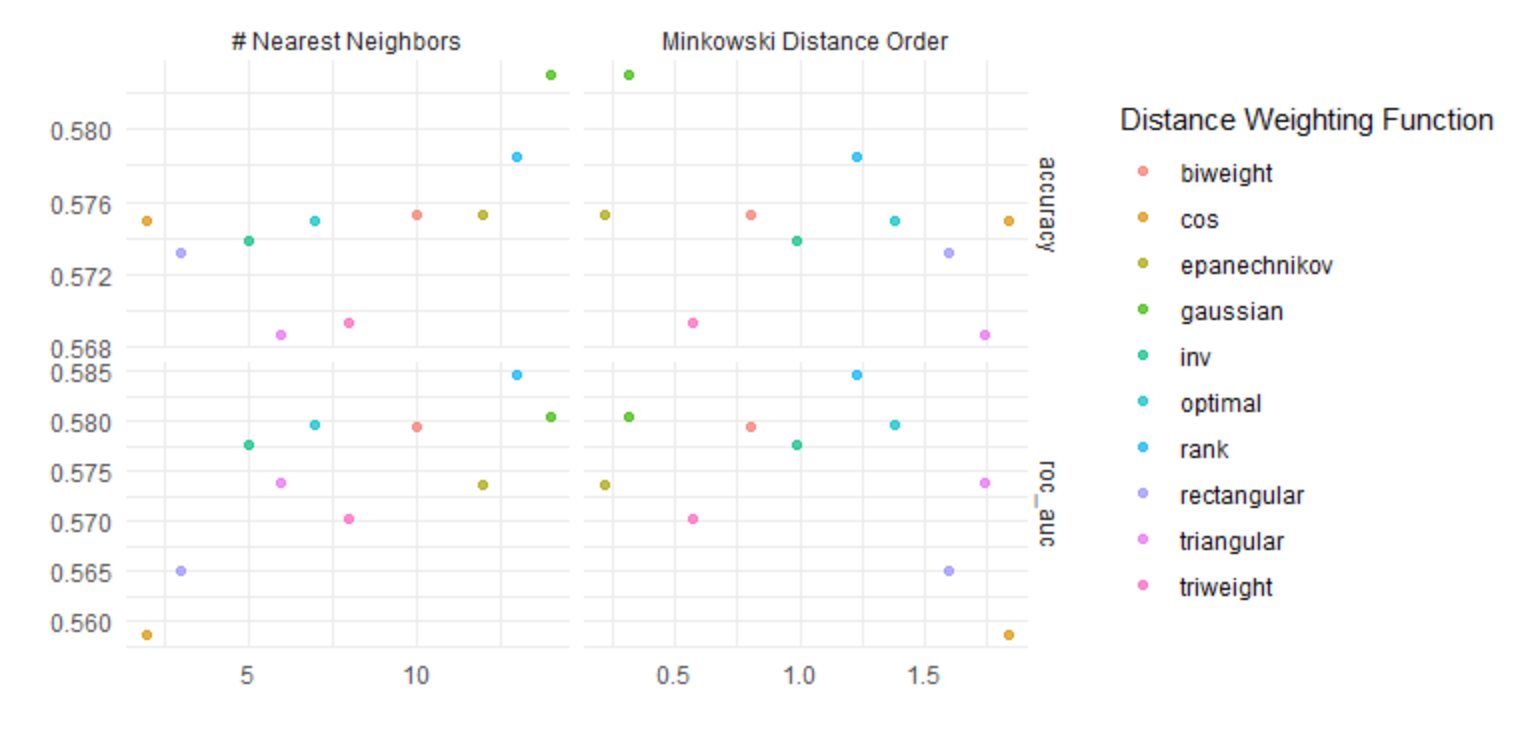 # Nearest Neighbors
Minkowski Distance Order
0.580
0.576
0.572
0.568
accuracy
0.585
0.580
0.575
0.570
0.565
0.560
roc_auc
5
10
0.5
1.0
1.5
Distance Weighting Function
biweight
cos
epanechnikov
gaussian
inv
optimal
rank
rectangular
triangular
triweight